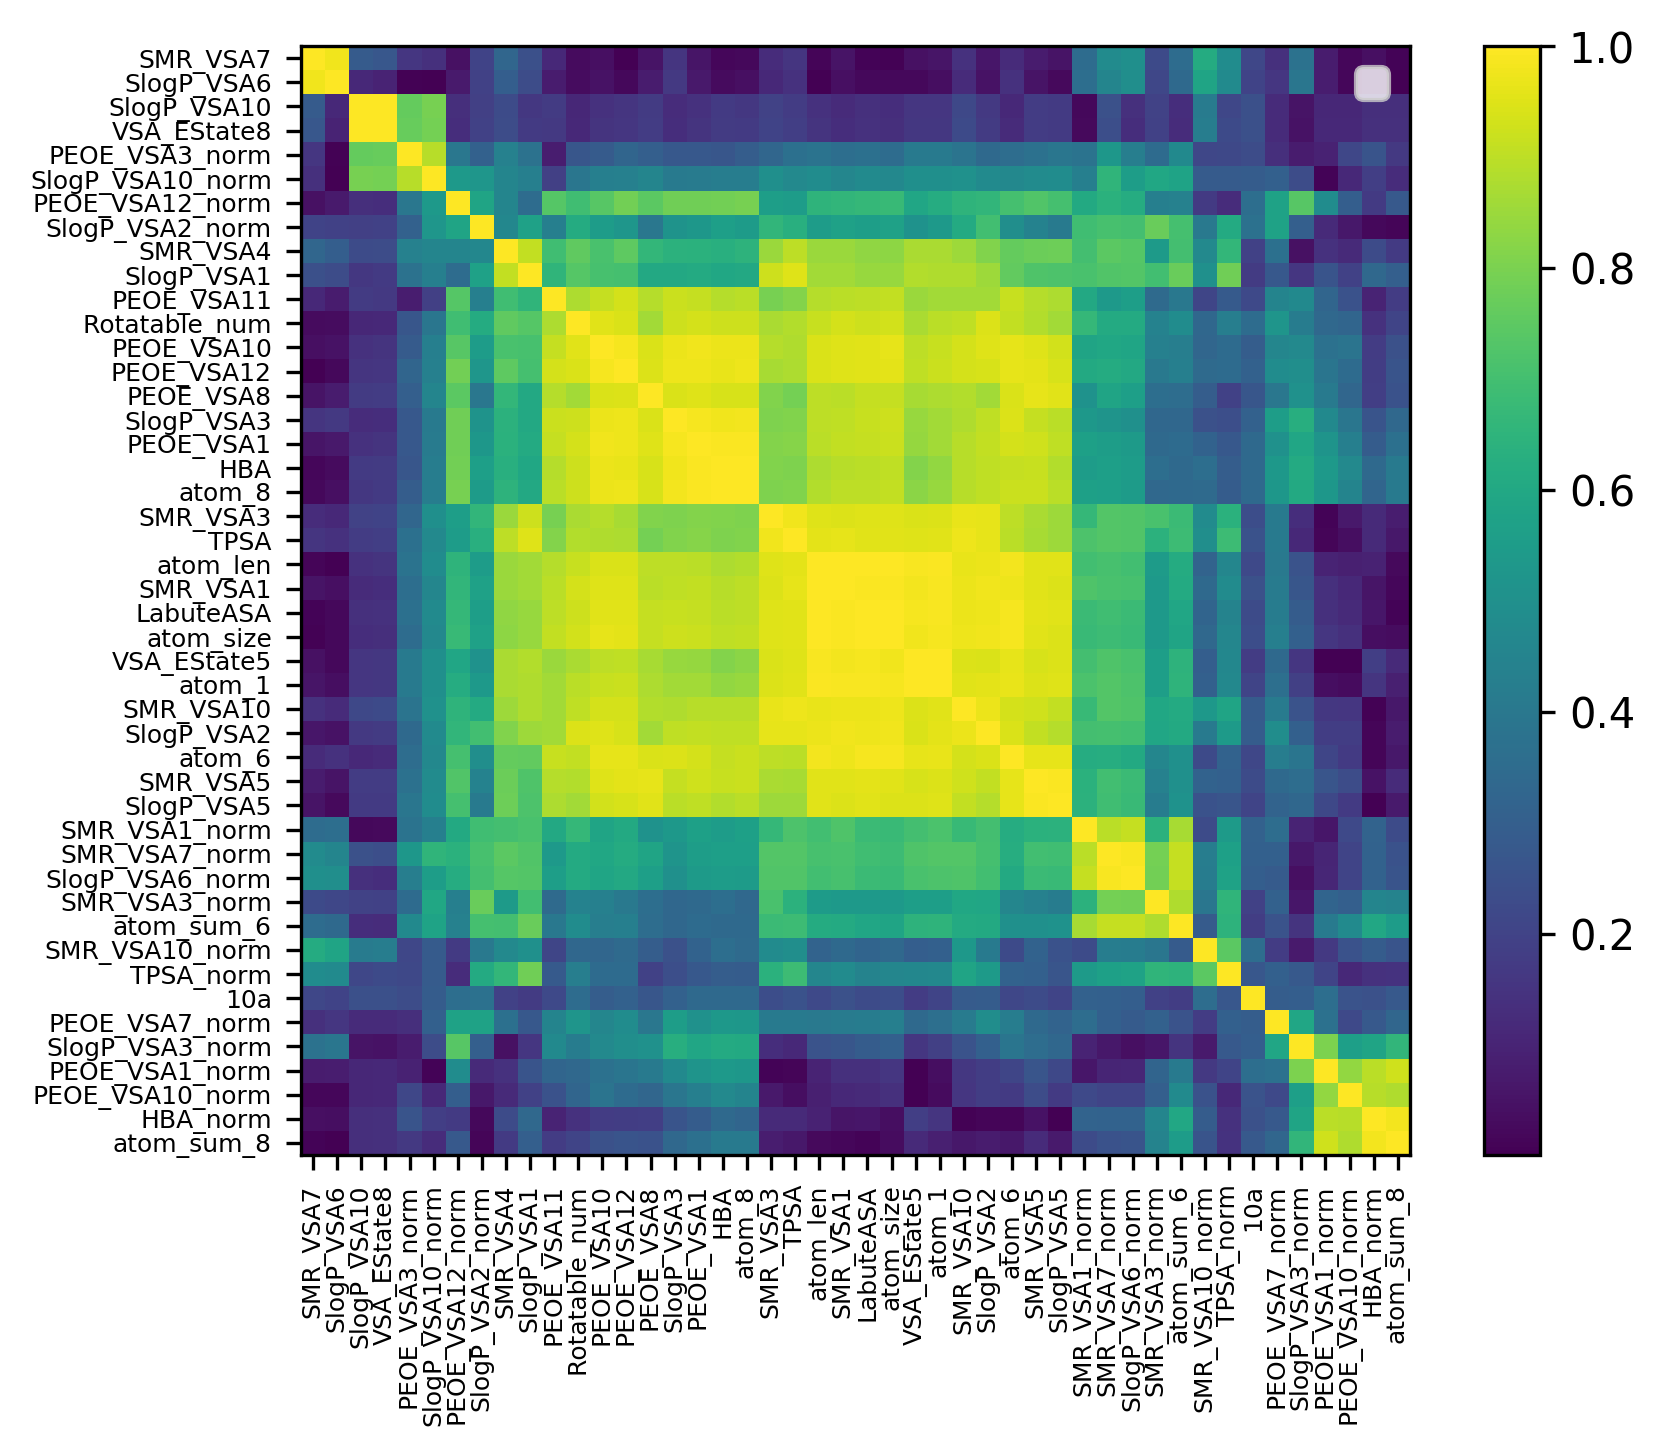 SMR_VSA7
SlogP_VSA6
SlogP_VSA10
VSA_EState8
PEOE_VSA3_norm
SlogP_VSA10_norm
PEOE_VSA12_norm
SlogP_VSA2_norm
SMR_VSA4
SlogP_VSA1
PEOE_VSA11
Rotatable_num
PEOE_VSA10
PEOE_VSA12
PEOE_VSA8
SlogP_VSA3
PEOE_VSA1
HBA
atom_8
SMR_VSA3
TPSA
atom_len
SMR_VSA1
LabuteASA
atom_size
VSA_EState5
atom_1
SMR_VSA10
SlogP_VSA2
atom_6
SMR_VSA5
SlogP_VSA5
SMR_VSA1_norm
SMR_VSA7_norm
SlogP_VSA6_norm
SMR_VSA3_norm
atom_sum_6
SMR_VSA10_norm
TPSA_norm
10a
PEOE_VSA7_norm
SlogP_VSA3_norm
PEOE_VSA1_norm
PEOE_VSA10_norm
HBA_norm
atom_sum_8
SMR_VSA7
SlogP_VSA6
SlogP_VSA10
VSA_EState8
PEOE_VSA3_norm
SlogP_VSA10_norm
PEOE_VSA12_norm
SlogP_VSA2_norm
SMR_VSA4
SlogP_VSA1
PEOE_VSA11
Rotatable_num
PEOE_VSA10
PEOE_VSA12
PEOE_VSA8
SlogP_VSA3
PEOE_VSA1
HBA
atom_8
SMR_VSA3
TPSA
atom_len
SMR_VSA1
LabuteASA
atom_size
VSA_EState5
atom_1
SMR_VSA10
SlogP_VSA2
atom_6
SMR_VSA5
SlogP_VSA5
SMR_VSA1_norm
SMR_VSA7_norm
SlogP_VSA6_norm
SMR_VSA3_norm
atom_sum_6
SMR_VSA10_norm
TPSA_norm
10a
PEOE_VSA7_norm
SlogP_VSA3_norm
PEOE_VSA1_norm
PEOE_VSA10_norm
HBA_norm
atom_sum_8
1.0
0.8
0.6
0.4
0.2